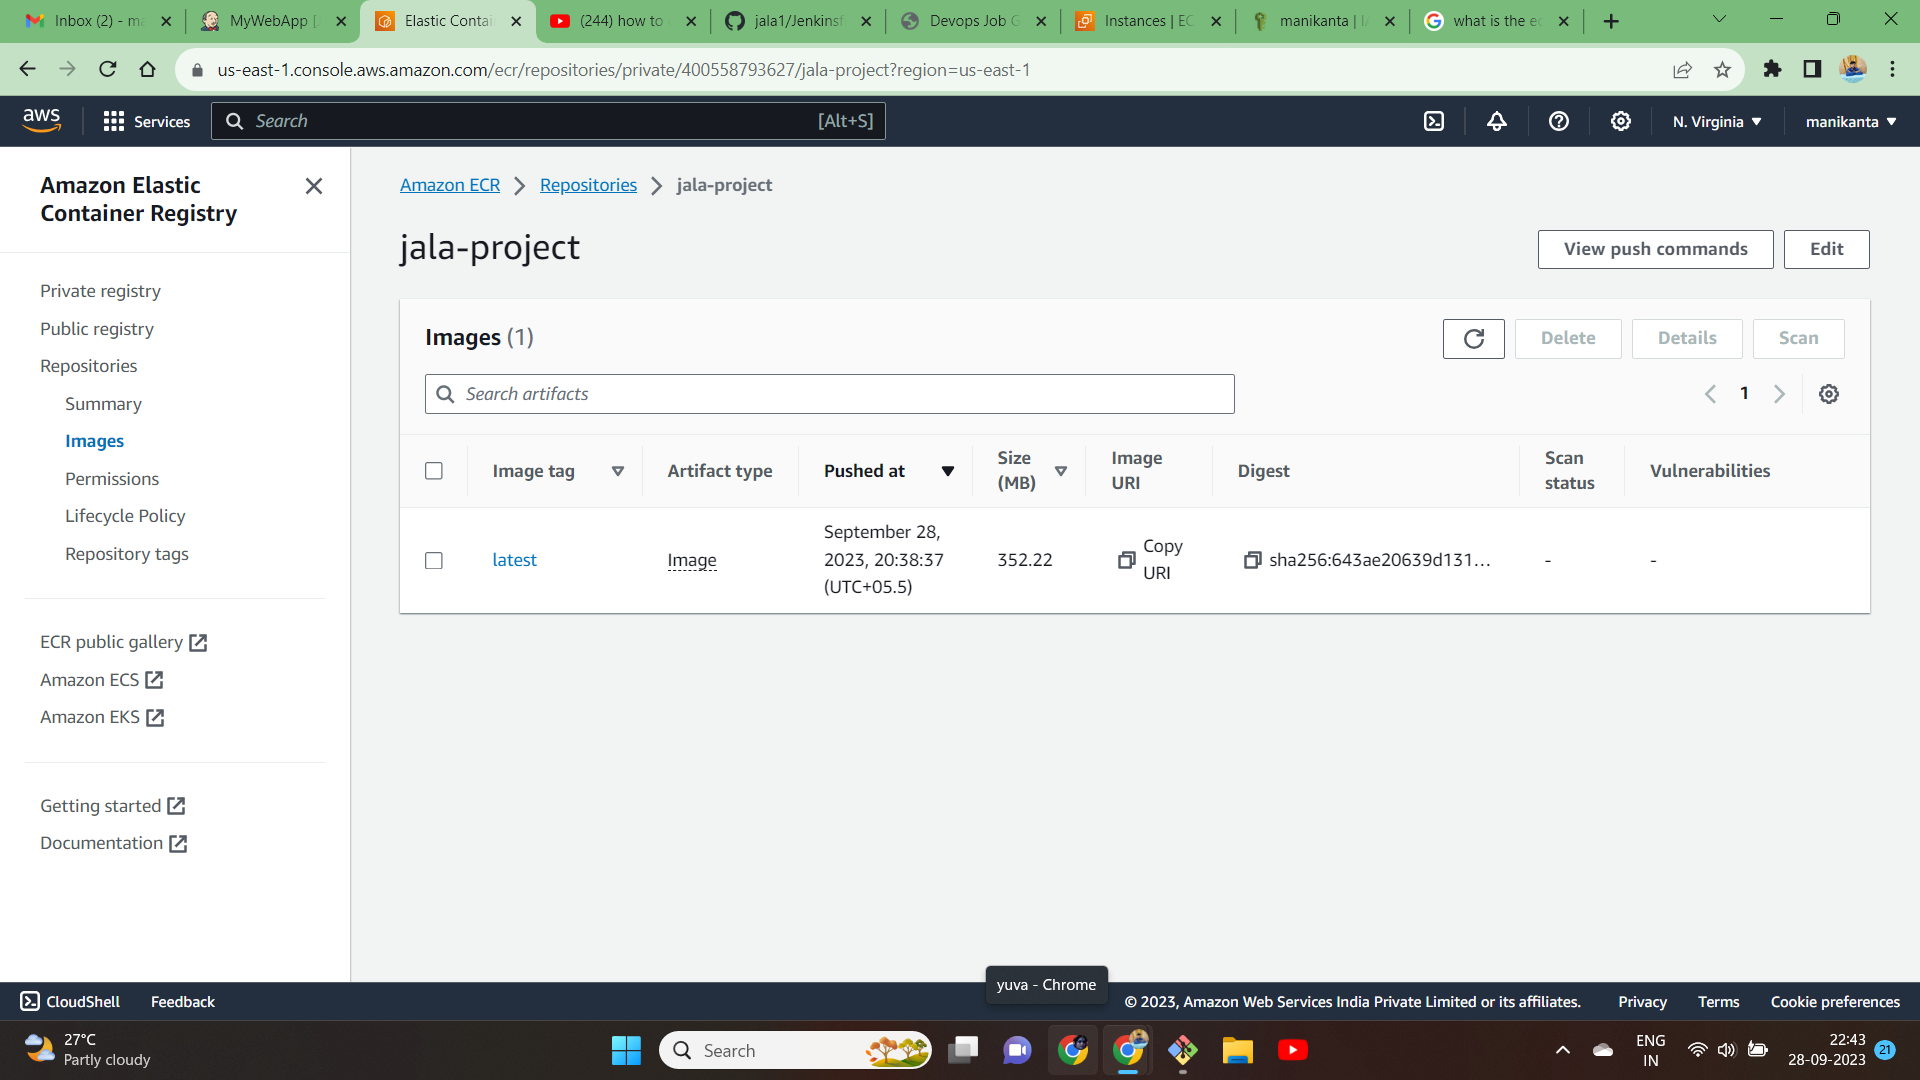 Inbox (2) - ma
MyWebApp [
Elastic Contai
(244) how to
jala1/Jenkinsf
Devops Job G
Instances | EC
manikanta | IA
what is the ec
us-east-1.console.aws.amazon.com/ecr/repositories/private/400558793627/jala-project?region=us-east-1
aws
Services
Search
[Alt+S]
N. Virginia
manikanta
Amazon Elastic
Container Registry
Private registry
Public registry
Repositories
Summary
Images
Permissions
Lifecycle Policy
Repository tags
ECR public gallery
Amazon ECS
Amazon EKS
Getting started
Documentation
Amazon ECR
Repositories
jala-project
jala-project
View push commands
Edit
Images (1)
Delete
Details
Scan
Search artifacts
1
Image tag
Artifact type
Pushed at
Size
(MB)
Image
URI
Digest
Scan
status
Vulnerabilities
latest
Image
September 28,
2023, 20:38:37
(UTC+05.5)
352.22
Copy
URI
sha256:643ae20639d131...
-
-
yuva - Chrome
CloudShell
Feedback
© 2023, Amazon Web Services India Private Limited or its affiliates.
Privacy
Terms
Cookie preferences
27°C
Partly cloudy
Search
ENG
IN
22:43
28-09-2023
21